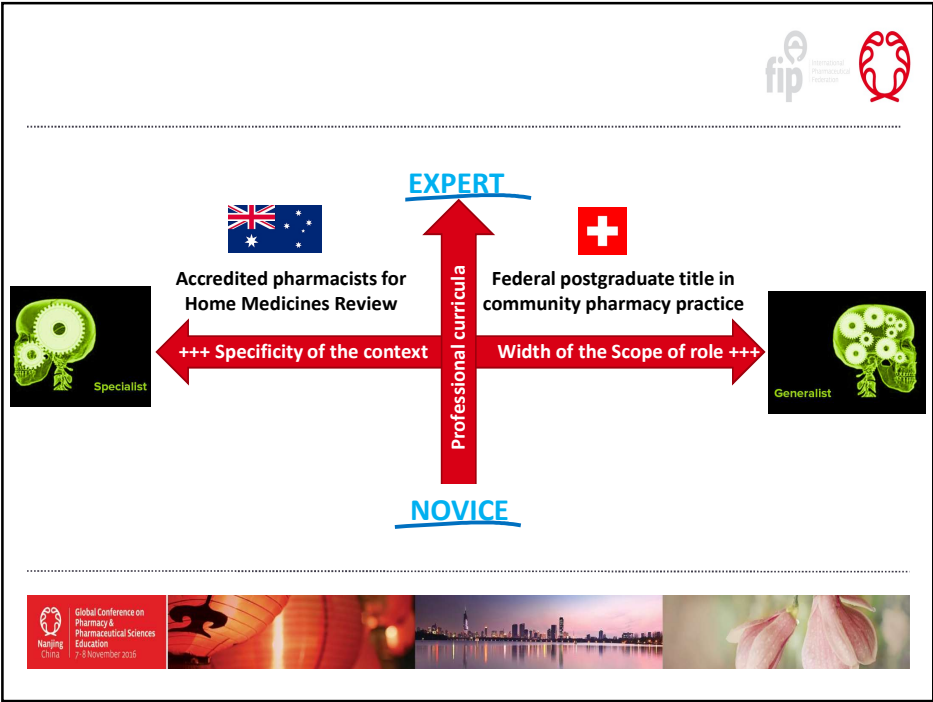 fip
International
Pharmaceutical
Federation
EXPERT
Accredited pharmacists for
Home Medicines Review
Federal postgraduate title in
community pharmacy practice
Professional curricula
+++ Specificity of the context
Width of the Scope of role +++
Specialist
Generalist
NOVICE
Nanjing
China
Global Conference on
Pharmacy &
Pharmaceutical Sciences
Education
7-8 November 2016